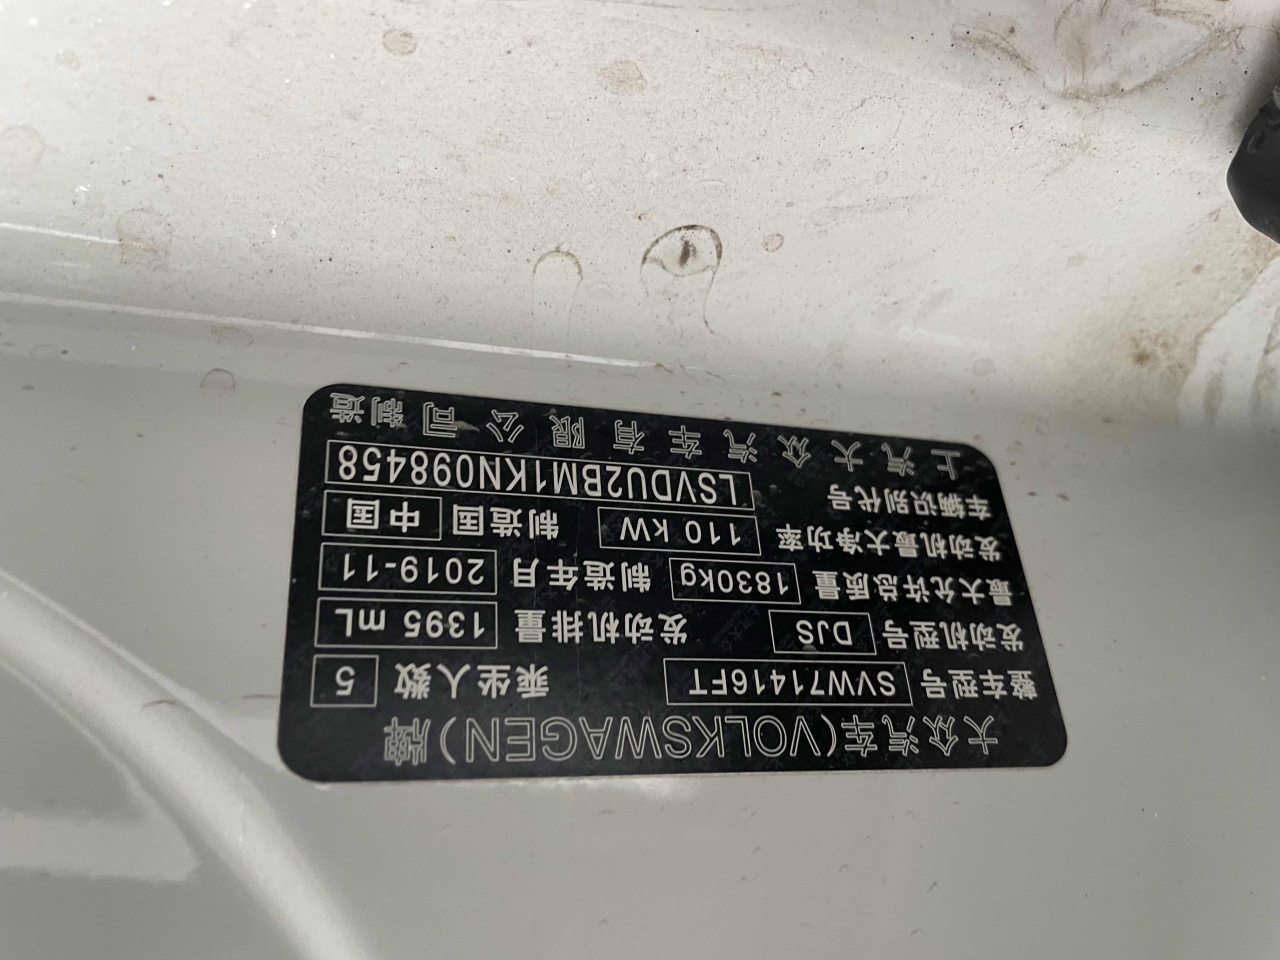 大众汽车(VOLKSWAGEN)牌
整车型号 SVW71416FT 乘坐人数 5
发动机型号 DJS 发动机排量 1395 mL
最大允许总质量 1830kg 制造年月 2019-11
发动机最大净功率 110 kW 制造国 中国
车辆识别代号 LSVDU2BM1KN098458
上汽大众汽车有限公司制造